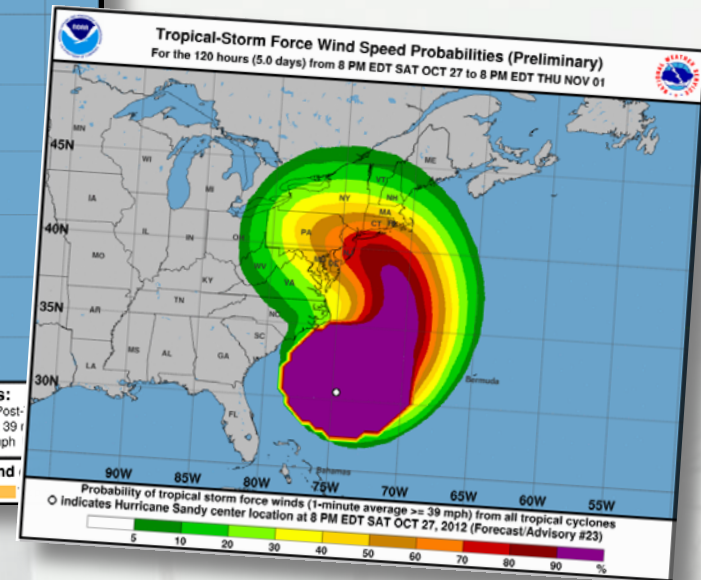 Tropical-Storm Force Wind Speed Probabilities (Preliminary)
For the 120 hours (5.0 days) from 8 PM EDT SAT OCT 27 to 8 PM EDT THU NOV 01
NOAA
45N
40N
35N
30N
MN
WI
MI
IA
IL
IN
MO
KY
WV
VA
TN
NC
AR
SC
MS
AL
GA
LA
FL
PA
NY
VT
NH
ME
MA
CT
Bermuda
Bahamas
90W
85W
80W
75W
70W
65W
60W
55W
Probability of tropical storm force winds (1-minute average >= 39 mph) from all tropical cyclones
indicates Hurricane Sandy center location at 8 PM EDT SAT OCT 27, 2012 (Forecast/Advisory #23)
5 10 20 30 40 50 60 70 80 90 %
s:
Post-
39
mph
nd